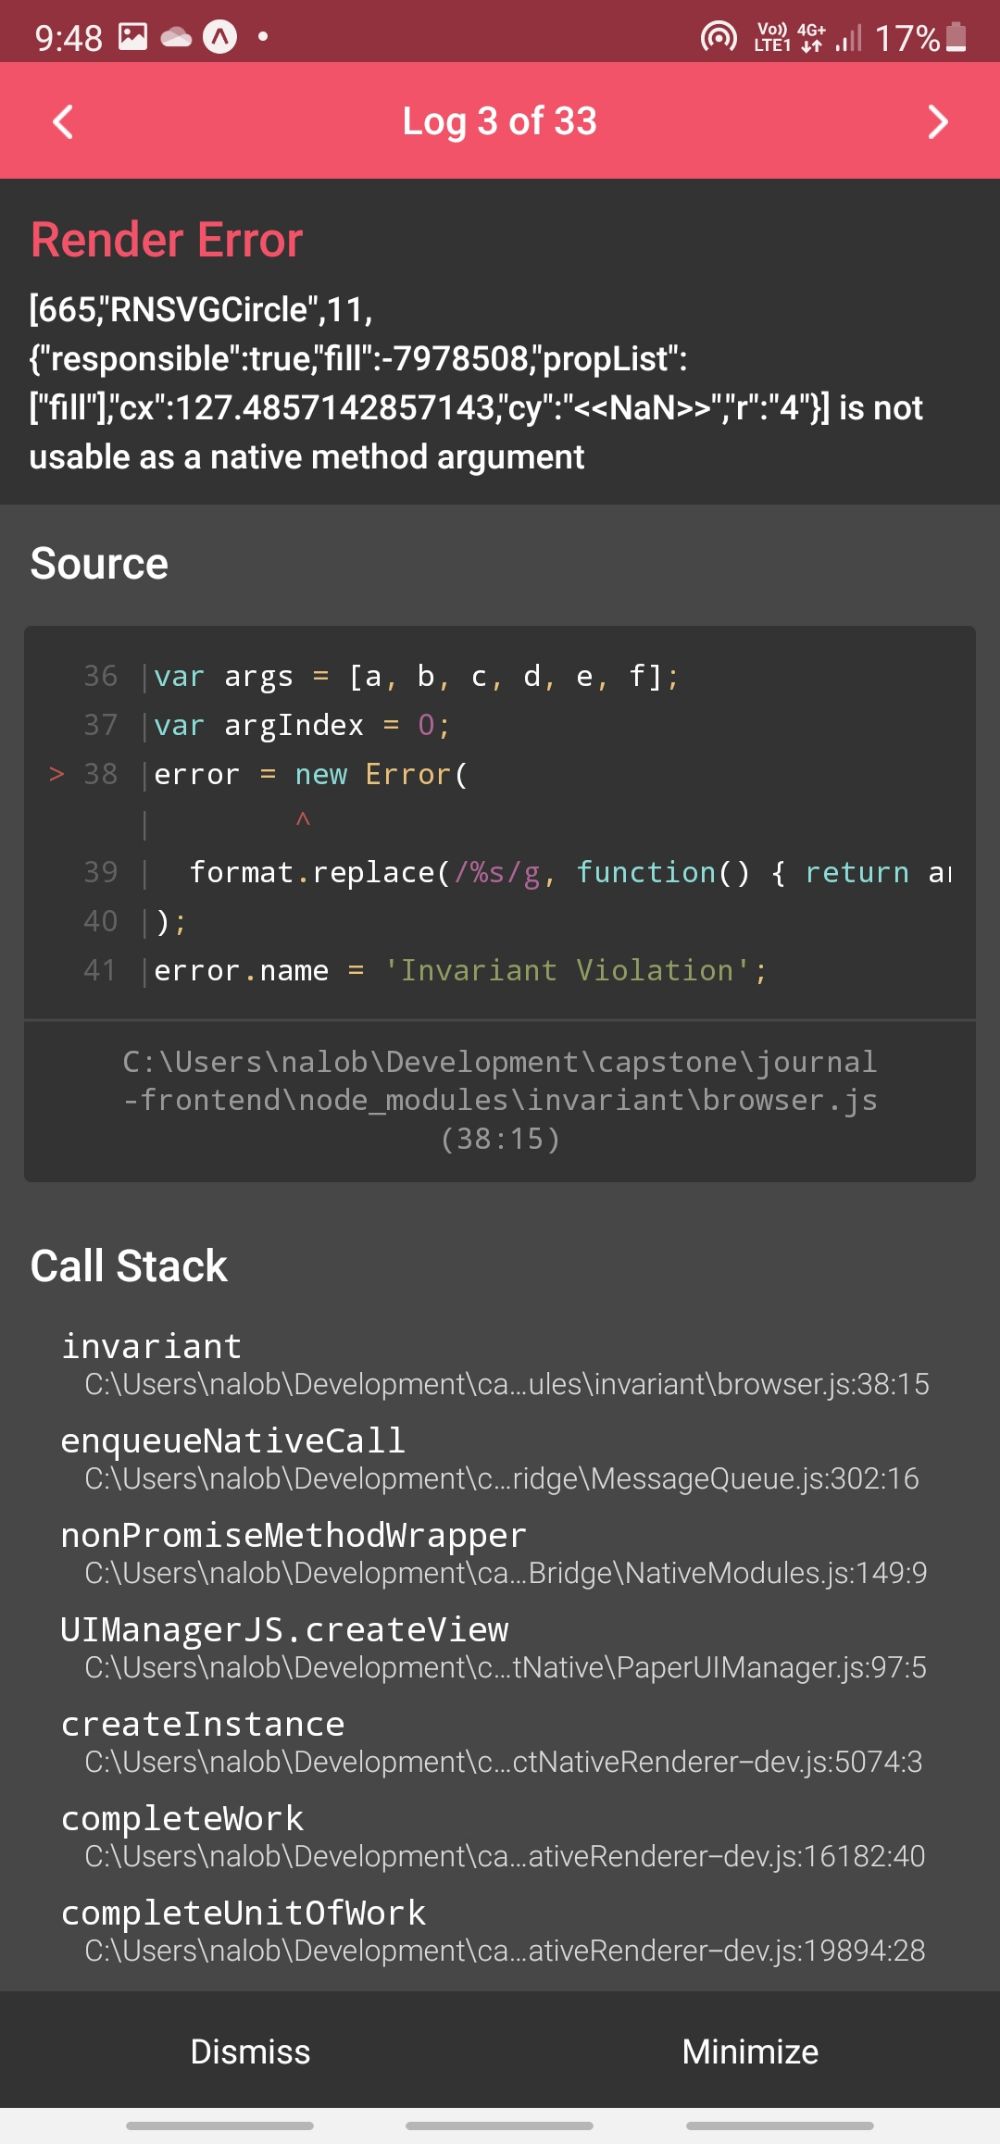 9:48
Vo)) 4G+
LTE1
17%
Log 3 of 33
Render Error
[665,"RNSVGCircle",11,
{"responsible":true,"fill":-7978508,"propList":
["fill"],"cx":127.4857142857143,"cy":"<<NaN>>","r":"4"}] is not
usable as a native method argument
Source
36 |var args = [a, b, c, d, e, f];
37 |var argIndex = 0;
> 38 |error = new Error(
| ^
39 | format.replace(/%s/g, function() { return ar
40 |);
41 |error.name = 'Invariant Violation';
C:\Users\nalob\Development\capstone\journal
-frontend\node_modules\invariant\browser.js
(38:15)
Call Stack
invariant
C:\Users\nalob\Development\ca...ules\invariant\browser.js:38:15
enqueueNativeCall
C:\Users\nalob\Development\c...ridge\MessageQueue.js:302:16
nonPromiseMethodWrapper
C:\Users\nalob\Development\ca...Bridge\NativeModules.js:149:9
UIManagerJS.createView
C:\Users\nalob\Development\c...tNative\PaperUIManager.js:97:5
createInstance
C:\Users\nalob\Development\c...ctNativeRenderer-dev.js:5074:3
completeWork
C:\Users\nalob\Development\ca...ativeRenderer-dev.js:16182:40
completeUnitOfWork
C:\Users\nalob\Development\ca...ativeRenderer-dev.js:19894:28
Dismiss
Minimize